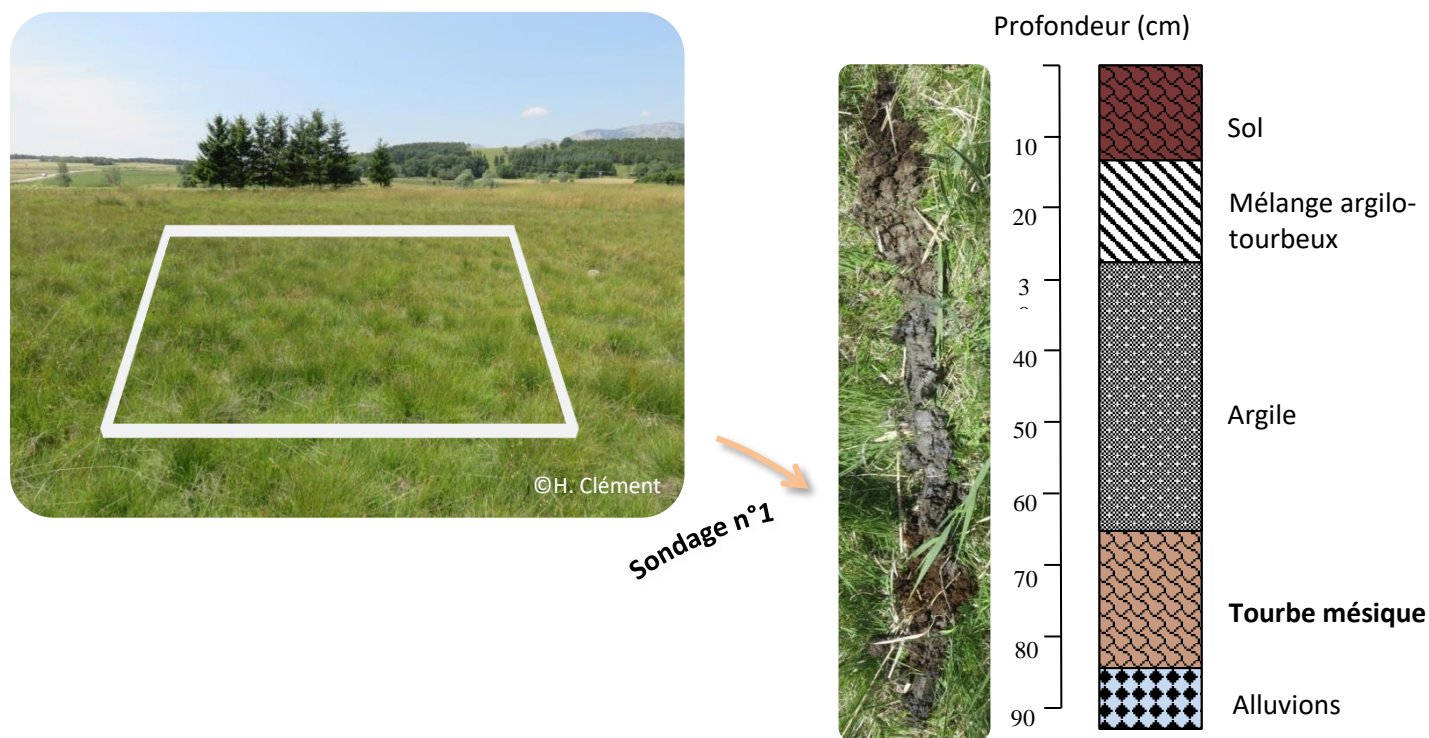 Profondeur (cm)
©H. Clément
Sondage n°1
10
20
3
40
50
60
70
80
90
Sol
Mélange argilo-
tourbeux
Argile
Tourbe mésique
Alluvions